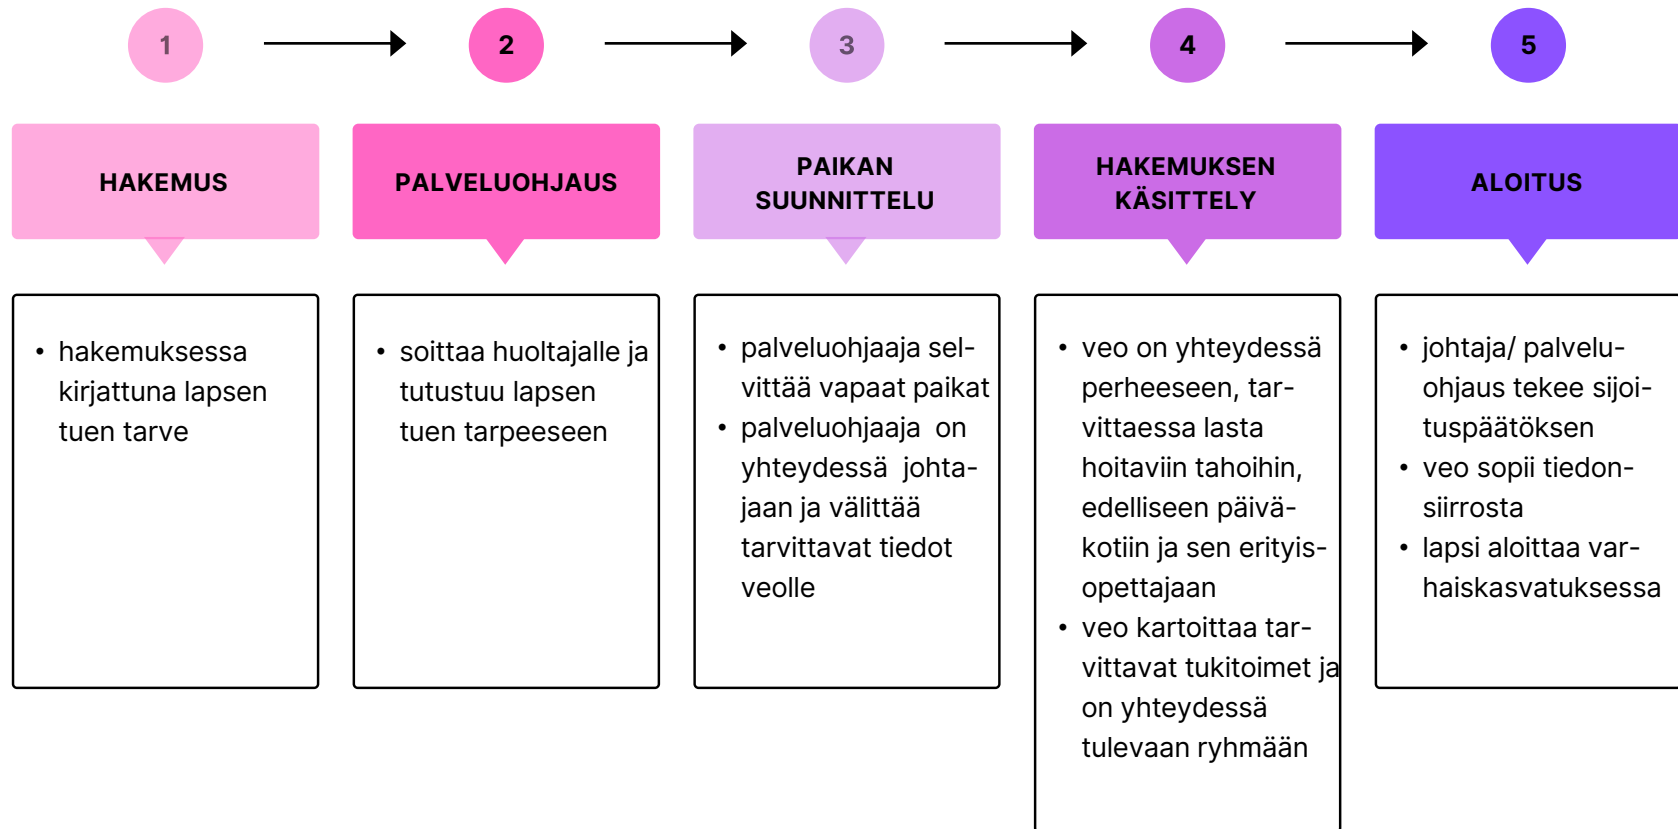 1
2
3
4
5
HAKEMUS
PALVELUOHJAUS
PAIKAN
SUUNNITTELU
HAKEMUKSEN
KÄSITTELY
ALOITUS
• hakemuksessa
kirjattuna lapsen
tuen tarve
• soittaa huoltajalle ja
tutustuu lapsen
tuen tarpeeseen
• palveluohjaaja sel-
vittää vapaat paikat
• palveluohjaaja on
yhteydessä johta-
jaan ja välittää
tarvittavat tiedot
veolle
• veo on yhteydessä
perheeseen, tar-
vittaessa lasta
hoitaviin tahoihin,
edelliseen päivä-
kotiin ja sen erityis-
opettajaan
• veo kartoittaa tar-
vittavat tukitoimet ja
on yhteydessä
tulevaan ryhmään
• johtaja/ palvelu-
ohjaus tekee sijoi-
tuspäätöksen
• veo sopii tiedon-
siirrosta
• lapsi aloittaa var-
haiskasvatuksessa